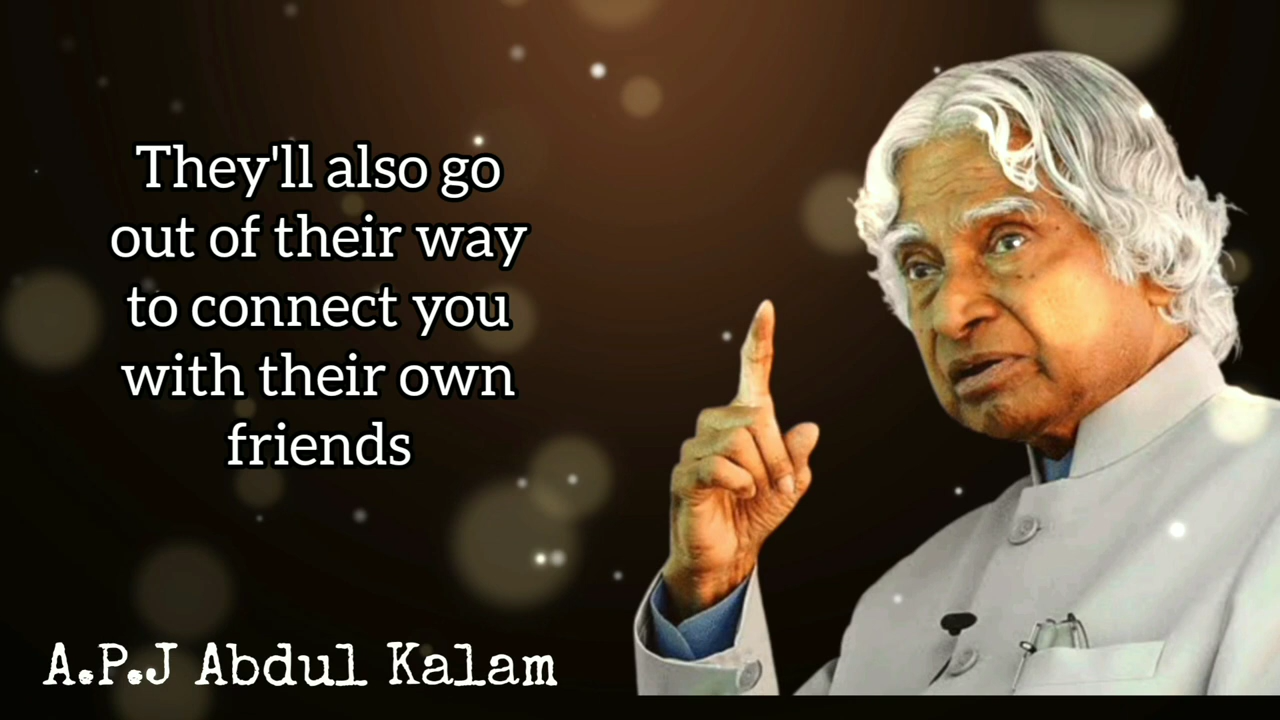 They'll also go
out of their way
to connect you
with their own
friends
A.P.J Abdul Kalam